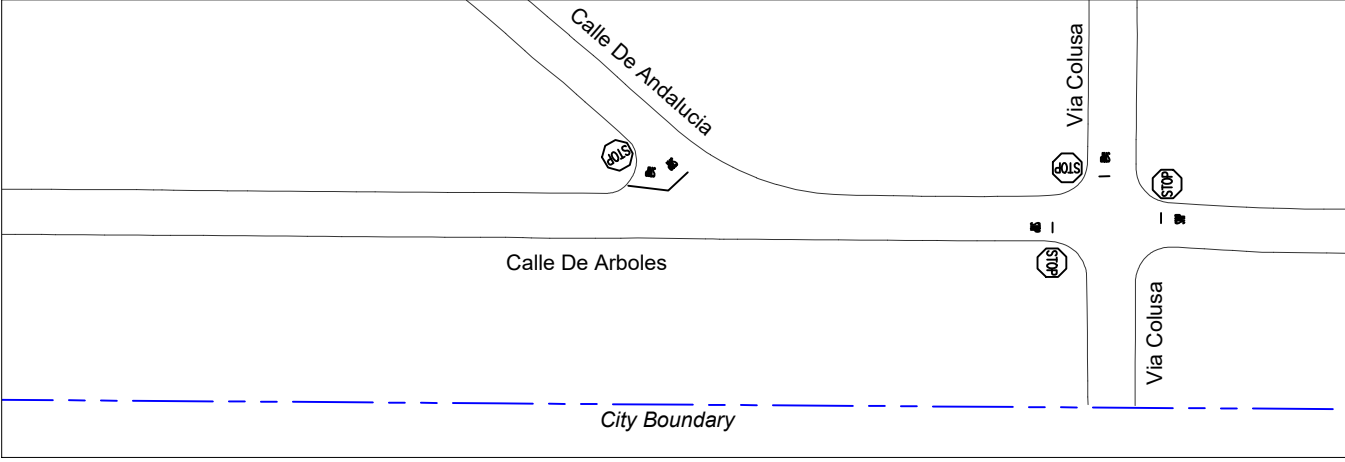 Calle De Andalucia
Via Colusa
STOP
STOP
STOP
STOP
Calle De Arboles
Via Colusa
City Boundary